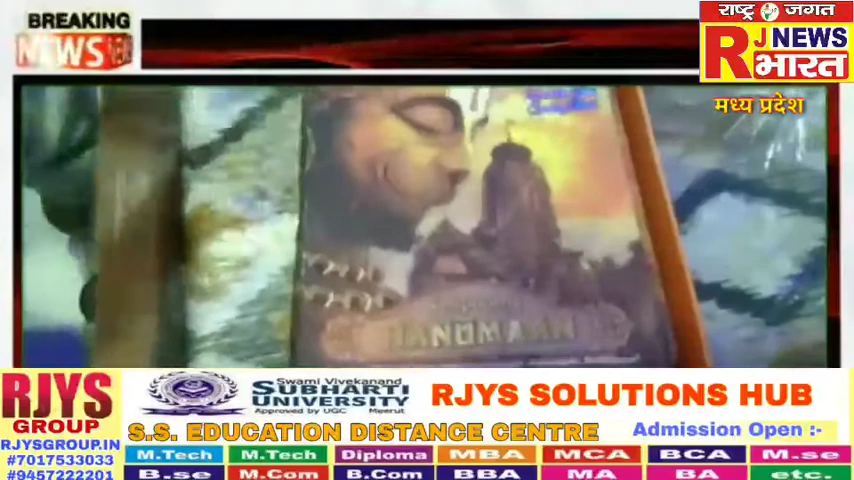 BREAKING
NEWS
राष्ट्र जगत
RJ NEWS
भारत
मध्य प्रदेश
HANUMAAN
RJYS
GROUP
RJYSGROUP.IN
#7017533033
#9457222201
Swami Vivekanand
SUBHARTI
UNIVERSITY
Approved by UGC Meerut
RJYS SOLUTIONS HUB
S.S. EDUCATION DISTANCE CENTRE
Admission Open :-
M.Tech M.Tech Diploma MBA MCA BCA M.se
B.se M.Com B.Com BBA MA BA etc.